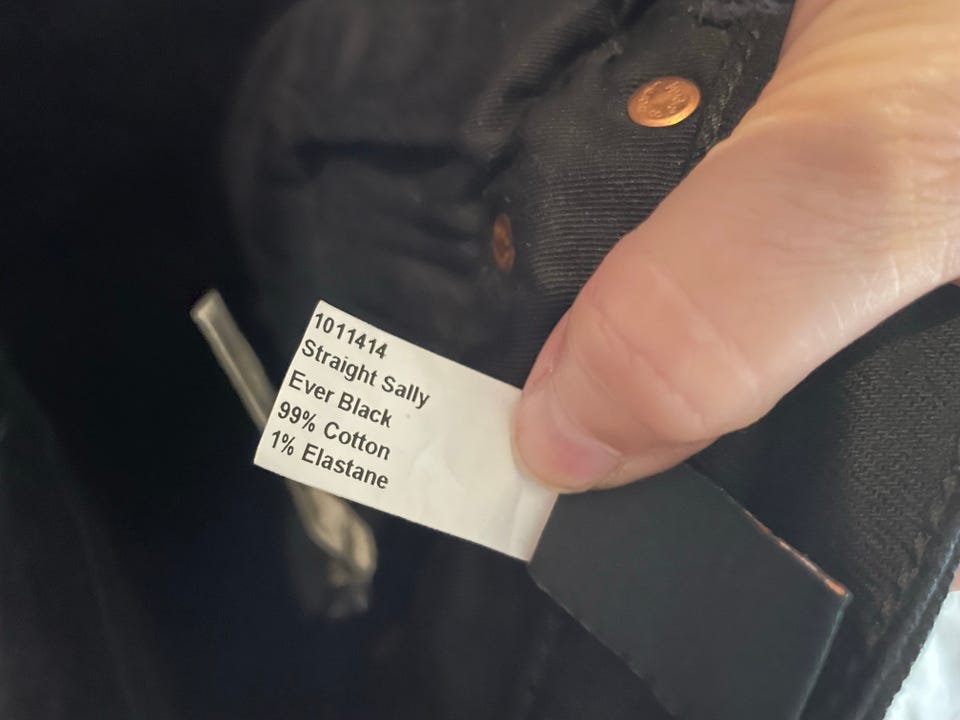 1011414
Straight Sally
Ever Black
99% Cotton
1% Elastane